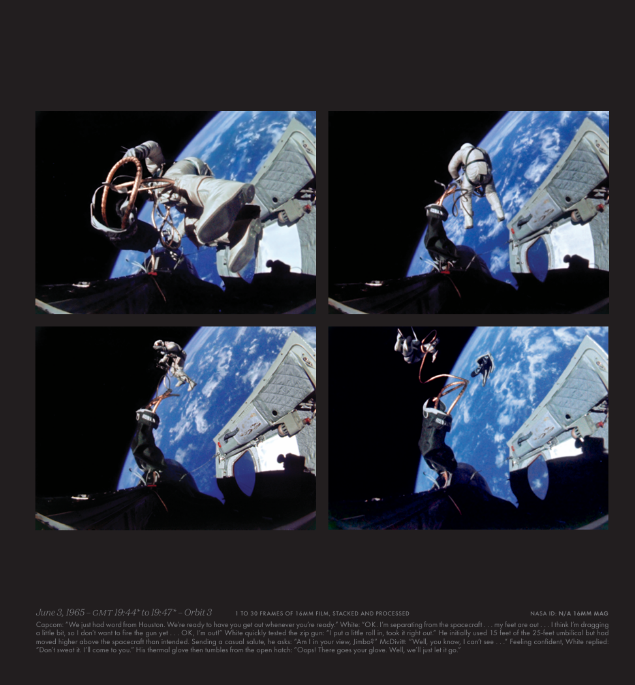 June 3, 1965 – GMT 19:44* to 19:47* – Orbit 3
1 TO 30 FRAMES OF 16MM FILM, STACKED AND PROCESSED
NASA ID: N/A 16MM MAG
Capcom: “We just had word from Houston. We’re ready to have you get out whenever you’re ready.” White: “OK. I’m separating from the spacecraft . . . my feet are out . . . I think I’m dragging
a little bit, so I don’t want to fire the gun yet . . . OK, I’m out!” White quickly tested the zip gun: “I put a little roll in, took it right out.” He initially used 15 feet of the 25-feet umbilical but had
moved higher above the spacecraft than intended. Sending a casual salute, he asks: “Am I in your view, Jimbo?” McDivitt: “Well, you know, I can’t see . . .” Feeling confident, White replied:
“Don’t sweat it. I’ll come to you.” His thermal glove then tumbles from the open hatch: “Oops! There goes your glove. Well, we’ll just let it go.”